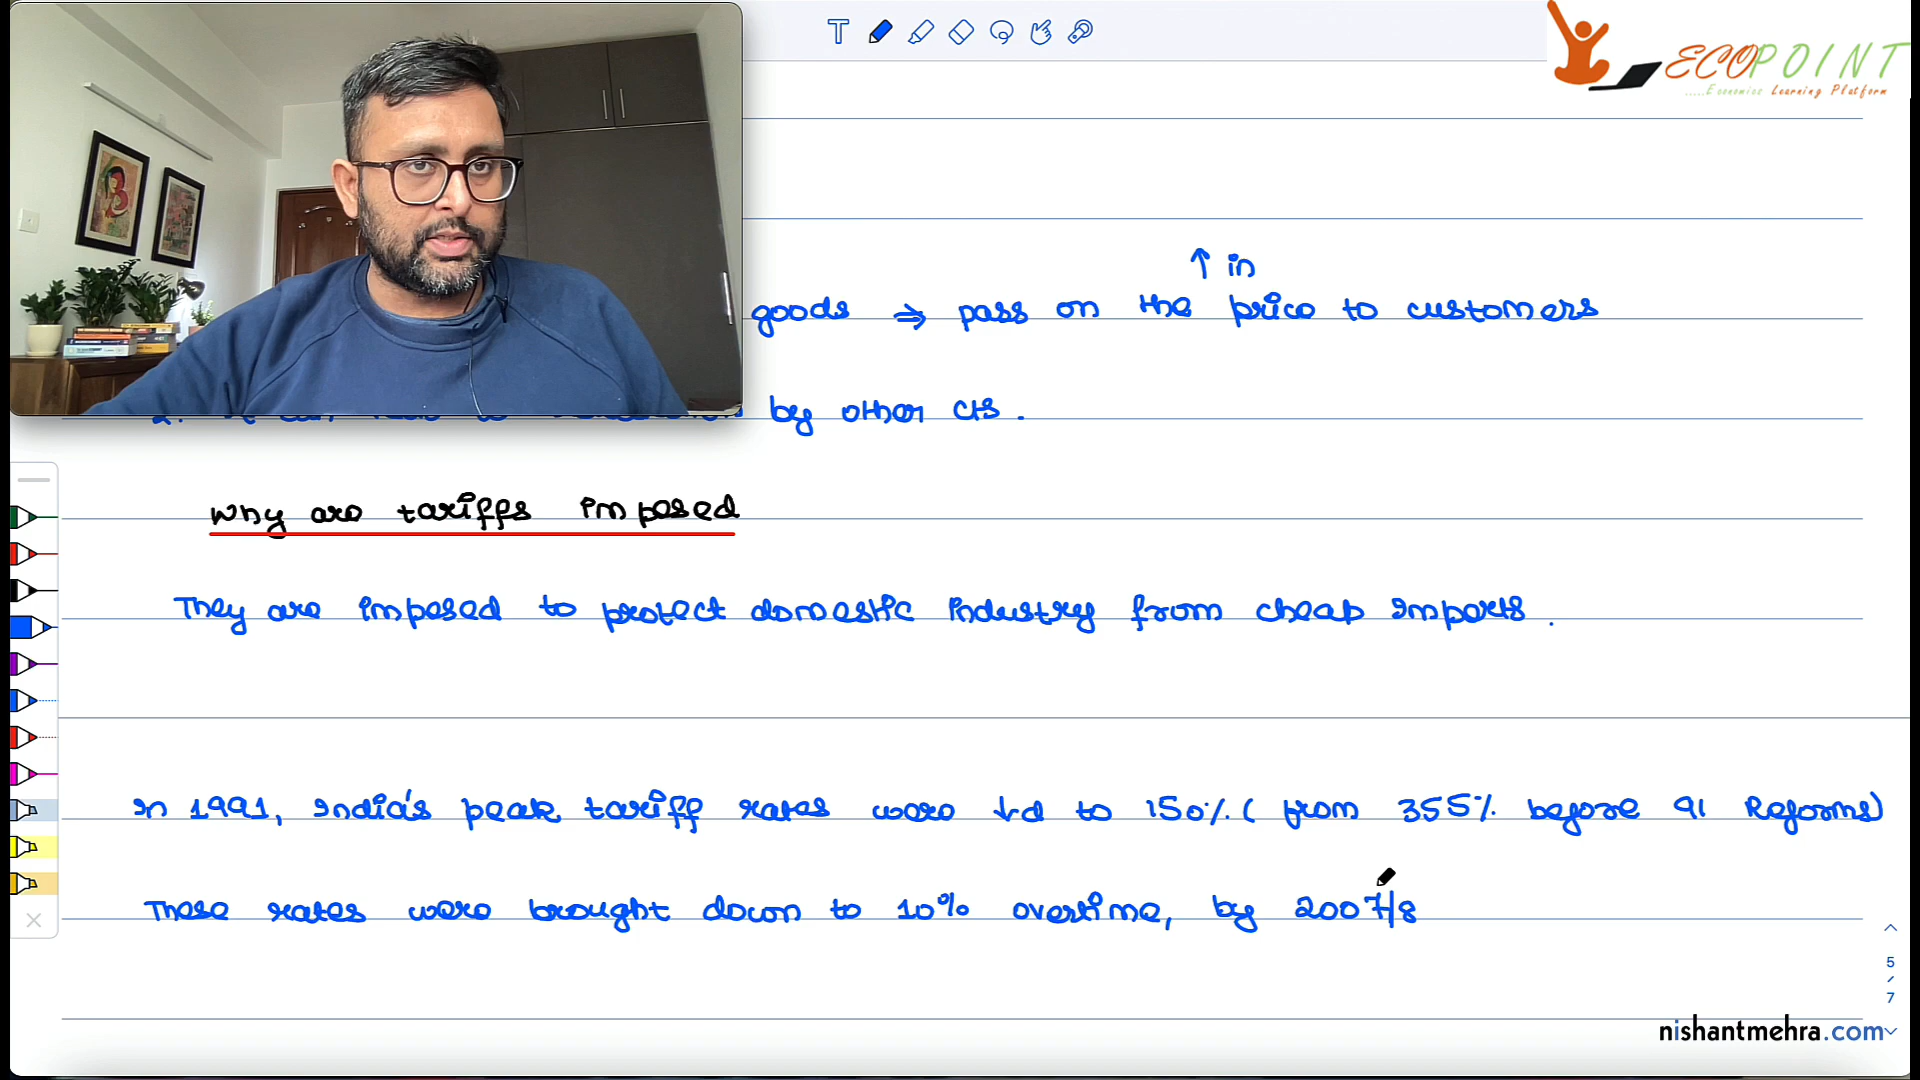 ECOPOINT
.....Economics Learning Platform
↑ in
goods ⇒ pass on the price to customers
2. by other cts.
Why are tariffs imposed
They are imposed to protect domestic industry from cheap imports.
In 1991, India's peak tariff rates were ↓d to 150% ( from 355% before 91 Reforms)
These rates were brought down to 10% overtime, by 2007/8
5
/
7
nishantmehra.com